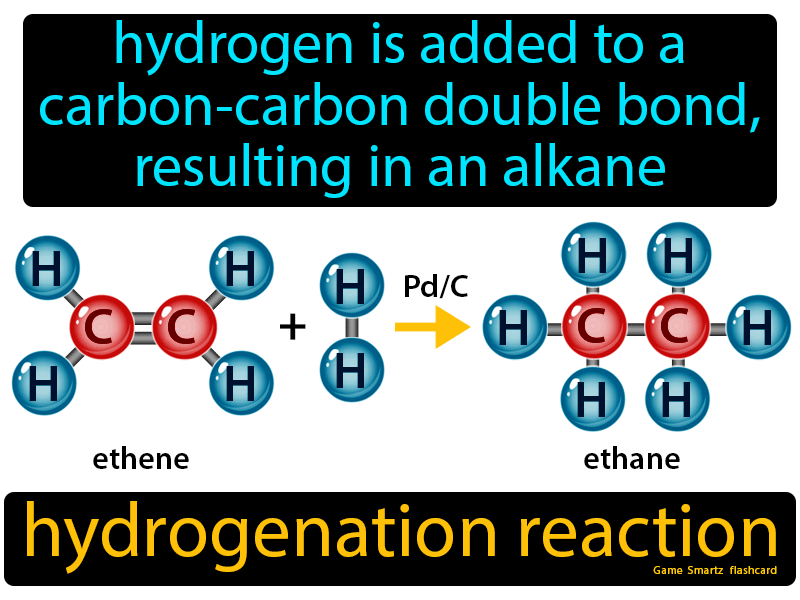 hydrogen is added to a
carbon-carbon double bond,
resulting in an alkane
H H H H
H H Pd/C
C C + H C C H
H H H H H
ethene ethane
hydrogenation reaction
Game Smartz flashcard